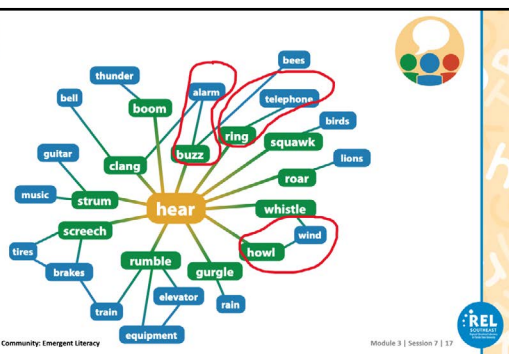 bees
thunder
alarm
bell
telephone
boom
birds
ring
squawk
guitar
buzz
lions
clang
roar
music
strum
hear
whistle
screech
wind
tires
howl
brakes
rumble
gurgle
elevator
train
rain
equipment
REL
SOUTHEAST
Community: Emergent Literacy
Module 3 | Session 7 | 17